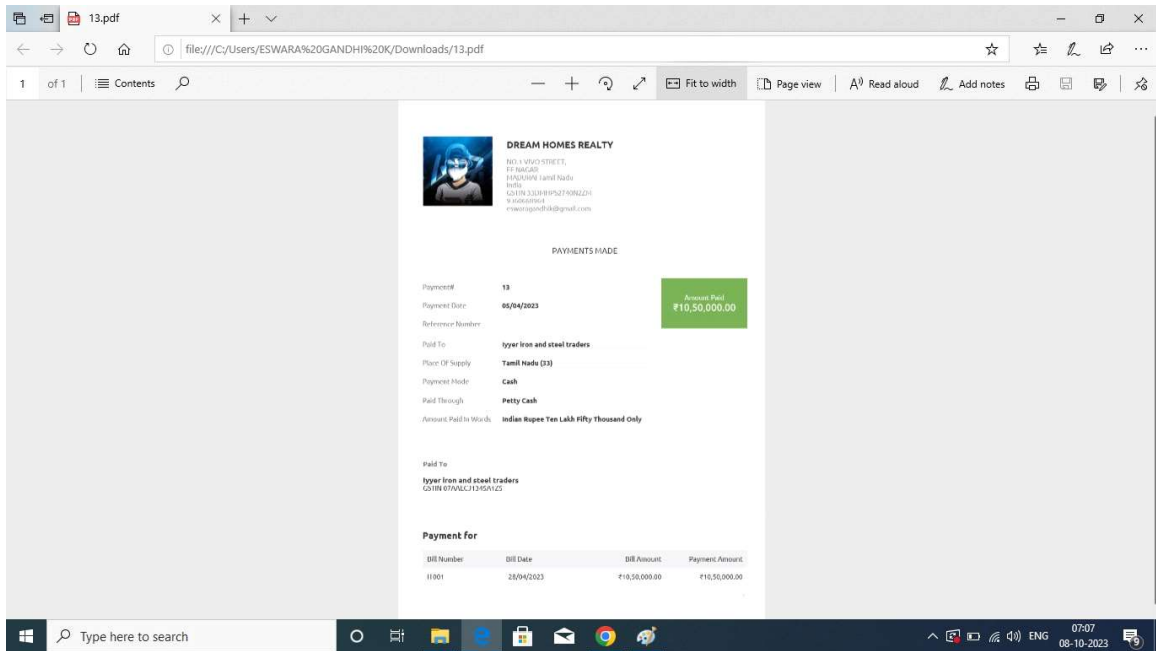 13.pdf
file:///C:/Users/ESWARA%20GANDHI%20K/Downloads/13.pdf
1 of 1 Contents Fit to width Page view Read aloud Add notes
DREAM HOMES REALTY
NO.1 VIVO STREET,
MADURAI Tamil Nadu
India
GSTIN
eswaragandhik@gmail.com
PAYMENTS MADE
Payment# 13
Payment Date 05/04/2023
Reference Number
Paid To Iyyer iron and steel traders
Place Of Supply Tamil Nadu (33)
Payment Mode Cash
Paid Through Petty Cash
Amount Paid In Words Indian Rupee Ten Lakh Fifty Thousand Only
Amount Paid
₹10,50,000.00
Paid To
Iyyer iron and steel traders
GSTIN
Payment for
Bill Number Bill Date Bill Amount Payment Amount
28/04/2023 ₹10,50,000.00 ₹10,50,000.00
Type here to search
ENG
07:07
08-10-2023
9